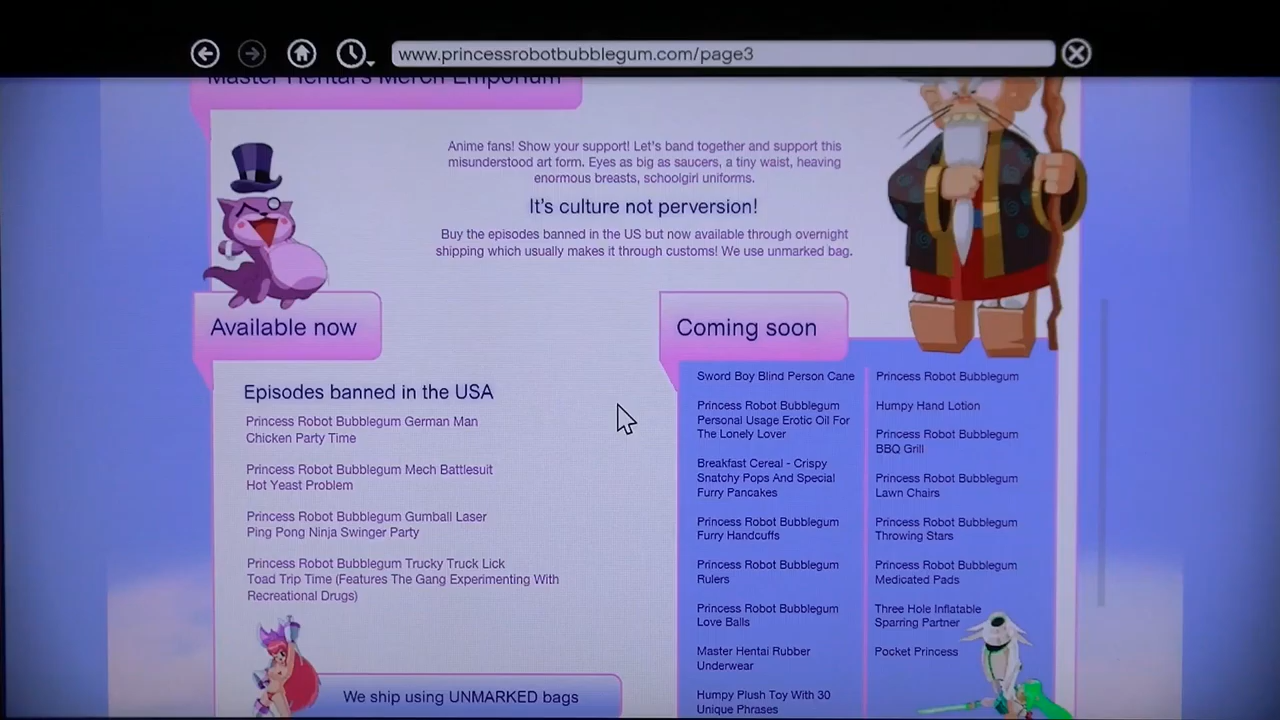 www.princessrobotbubblegum.com/page3
Master Hentai's Merch Emporium
Anime fans! Show your support! Let's band together and support this
misunderstood art form. Eyes as big as saucers, a tiny waist, heaving
enormous breasts, schoolgirl uniforms.
It's culture not perversion!
Buy the episodes banned in the US but now available through overnight
shipping which usually makes it through customs! We use unmarked bag.
Available now
Episodes banned in the USA
Princess Robot Bubblegum German Man
Chicken Party Time
Princess Robot Bubblegum Mech Battlesuit
Hot Yeast Problem
Princess Robot Bubblegum Gumball Laser
Ping Pong Ninja Swinger Party
Princess Robot Bubblegum Trucky Truck Lick
Toad Trip Time (Features The Gang Experimenting With
Recreational Drugs)
We ship using UNMARKED bags
Coming soon
Sword Boy Blind Person Cane
Princess Robot Bubblegum
Personal Usage Erotic Oil For
The Lonely Lover
Breakfast Cereal - Crispy
Snatchy Pops And Special
Furry Pancakes
Princess Robot Bubblegum
Furry Handcuffs
Princess Robot Bubblegum
Rulers
Princess Robot Bubblegum
Love Balls
Master Hentai Rubber
Underwear
Humpy Plush Toy With 30
Unique Phrases
Princess Robot Bubblegum
Humpy Hand Lotion
Princess Robot Bubblegum
BBQ Grill
Princess Robot Bubblegum
Lawn Chairs
Princess Robot Bubblegum
Throwing Stars
Princess Robot Bubblegum
Medicated Pads
Three Hole Inflatable
Sparring Partner
Pocket Princess